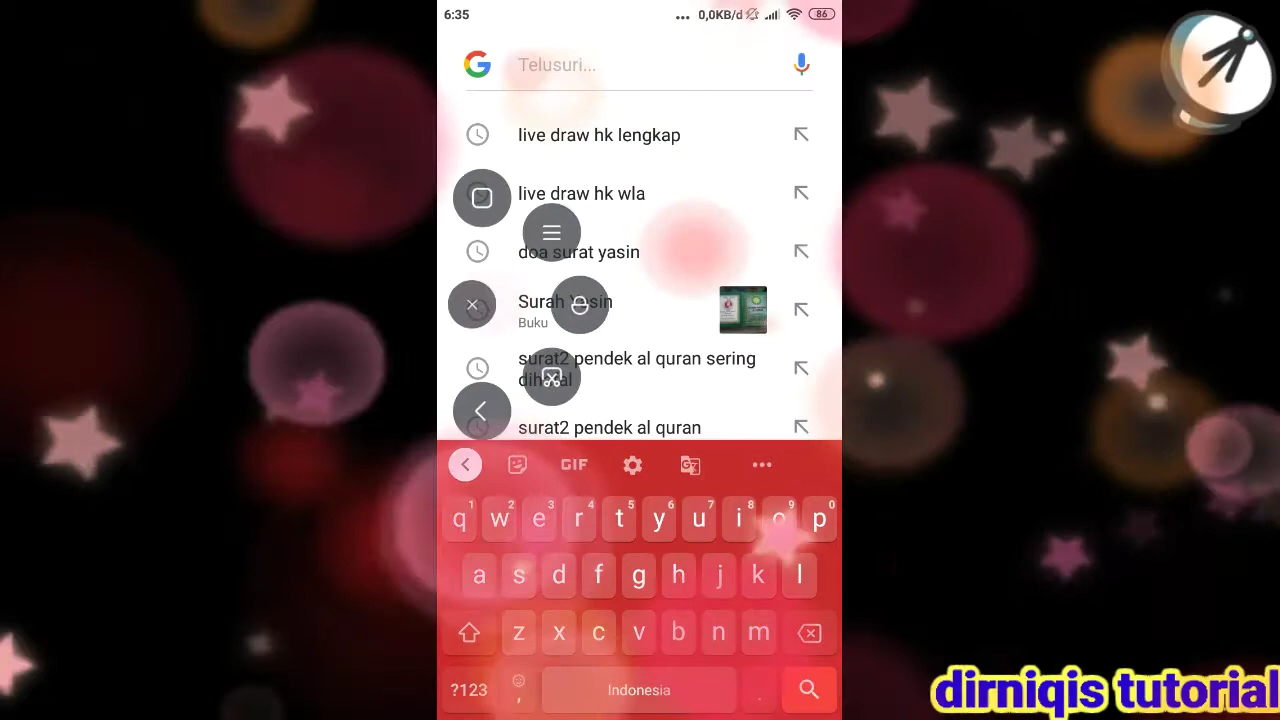 6:35
... 0,0KB/d 86
Telusuri...
live draw hk lengkap
live draw hk wla
doa surat yasin
Surah Yasin
Buku
surat2 pendek al quran sering
surat2 pendek al quran
GIF
1 2 3 4 5 6 7 8 9 0
q w e r t y u i o p
a s d f g h j k l
z x c v b n m
?123 , Indonesia .
dirniqis tutorial